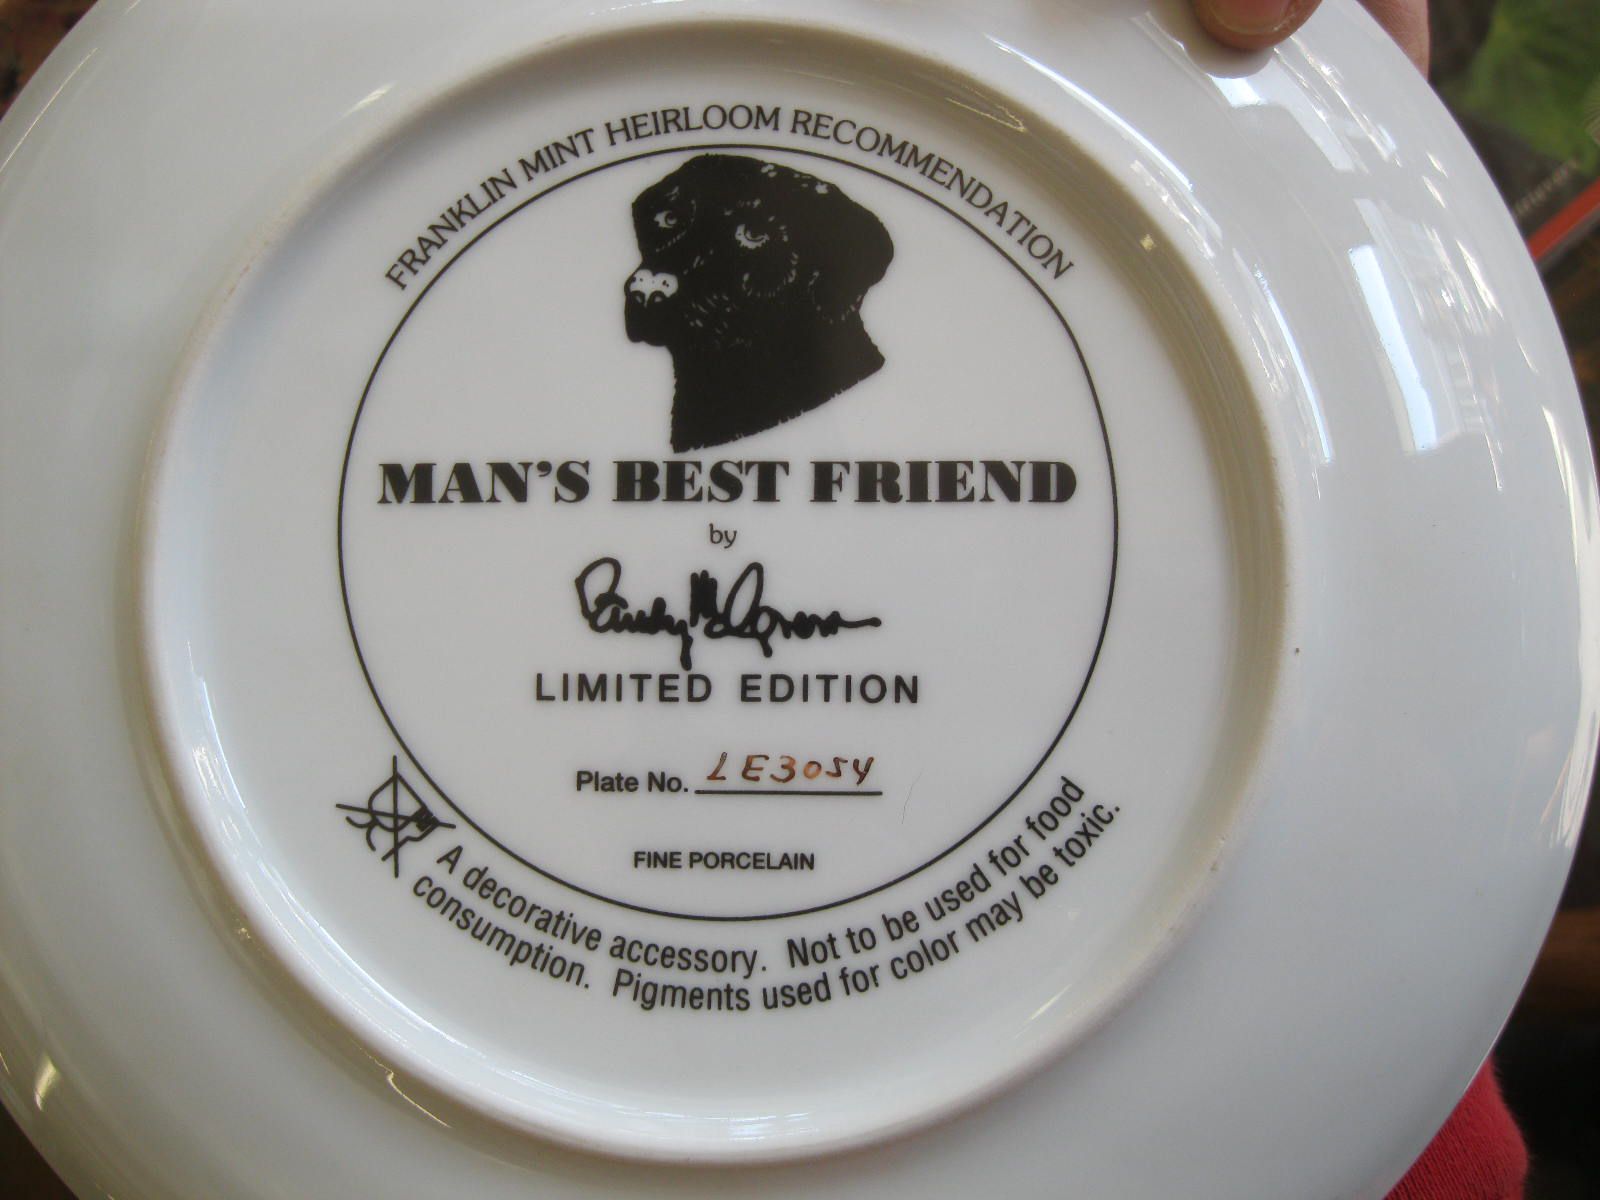 FRANKLIN MINT HEIRLOOM RECOMMENDATION
MAN'S BEST FRIEND
by
LIMITED EDITION
Plate No. LE3054
FINE PORCELAIN
A decorative accessory. Not to be used for food
consumption. Pigments used for color may be toxic.